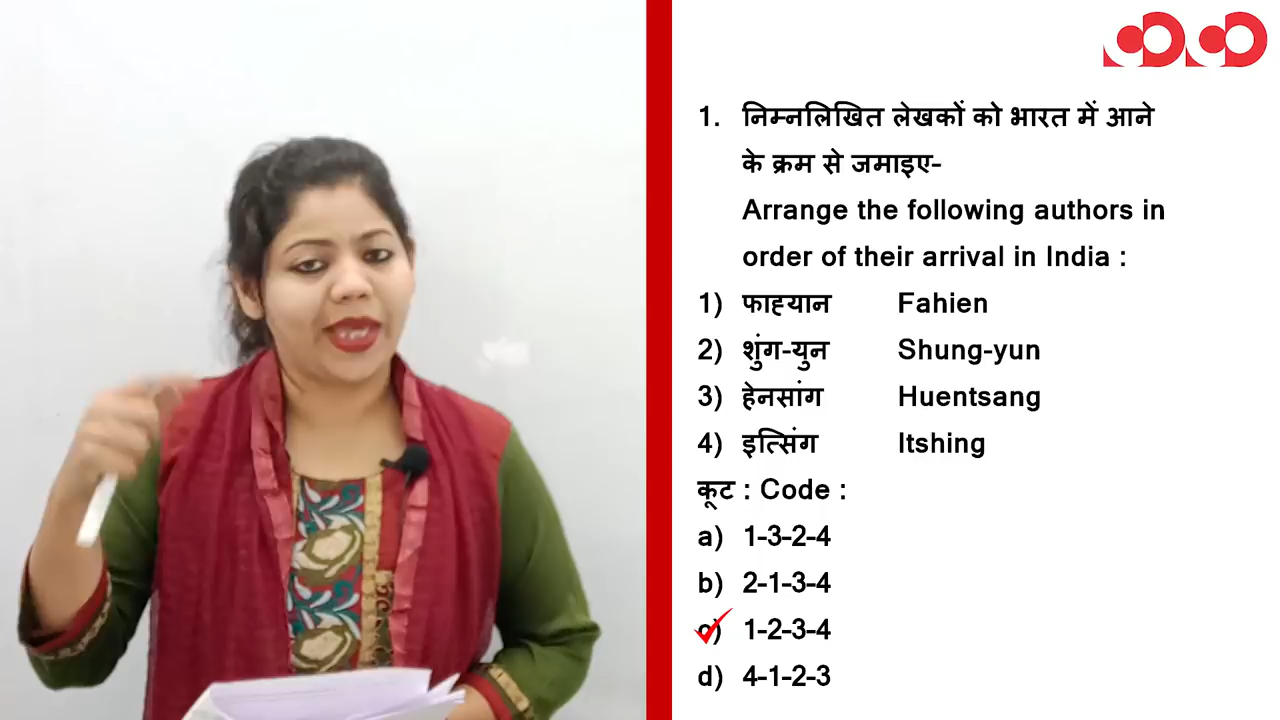 1. निम्नलिखित लेखकों को भारत में आने
के क्रम से जमाइए-
Arrange the following authors in
order of their arrival in India :
1) फाह्यान Fahien
2) शुंग-युन Shung-yun
3) हेनसांग Huentsang
4) इत्सिंग Itshing
कूट : Code :
a) 1-3-2-4
b) 2-1-3-4
c) 1-2-3-4
d) 4-1-2-3